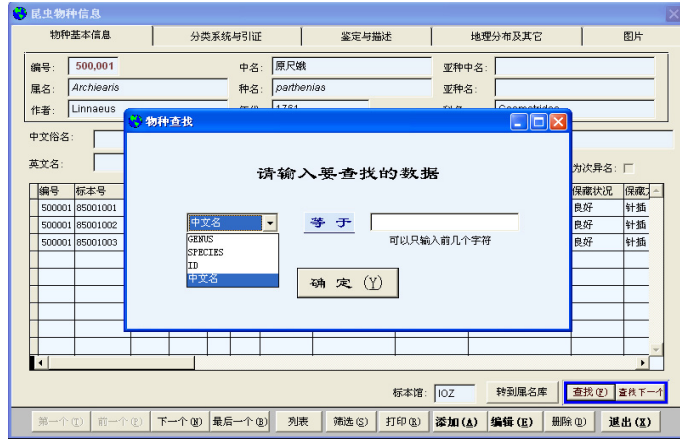 昆虫物种信息
物种基本信息 分类系统与引证 鉴定与描述 地理分布及其它 图片
编号: 500,001 中名: 原尺蛾 亚种中名:
属名: Archiearis 种名: parthenias 亚种名:
作者: Linnaeus 1761 Geometridae
中文俗名:
英文名: 为次异名:
编号 标本号 保藏状况 保藏
500001 85001001 良好 针插
500001 85001002 良好 针插
500001 85001003 良好 针插
物种查找
请输入要查找的数据
中文名 等于
可以只输入前几个字符
GENUS
SPECIES
ID
中文名
确 定 (Y)
标本馆: IOZ 转到属名库 查找(F) 查找下一个
第一个(T) 前一个(P) 下一个(N) 最后一个(B) 列表 筛选(S) 打印(R) 添加(A) 编辑(E) 删除(D) 退出(X)